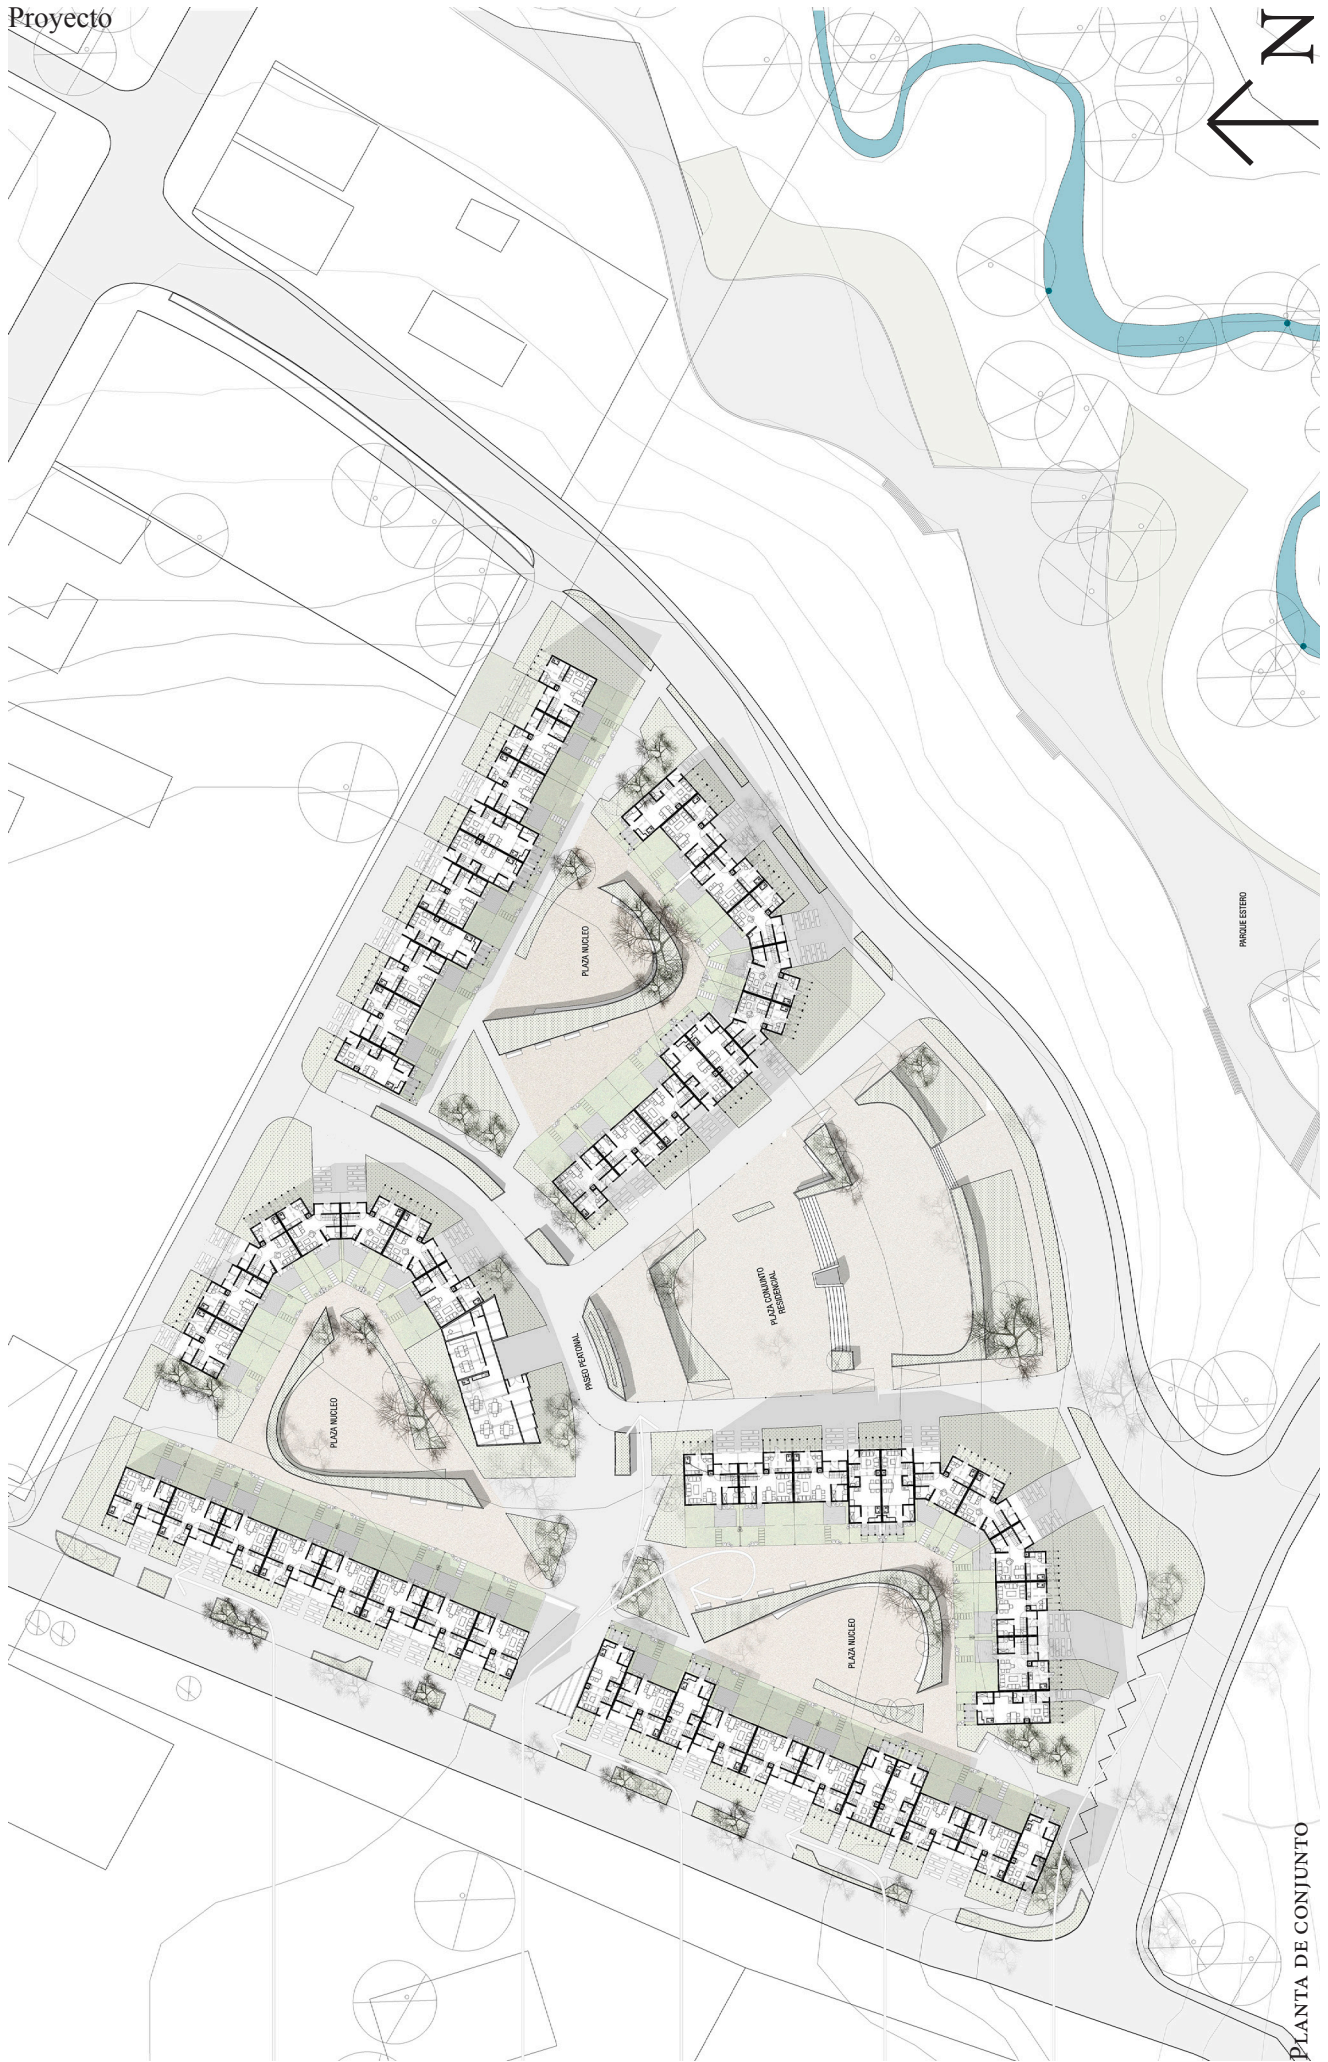 Proyecto
N
PARQUE ESTERO
PLAZA NUCLEO
PLAZA CONJUNTO
RESIDENCIAL
PASEO PEATONAL
PLAZA NUCLEO
PLAZA NUCLEO
PLANTA DE CONJUNTO